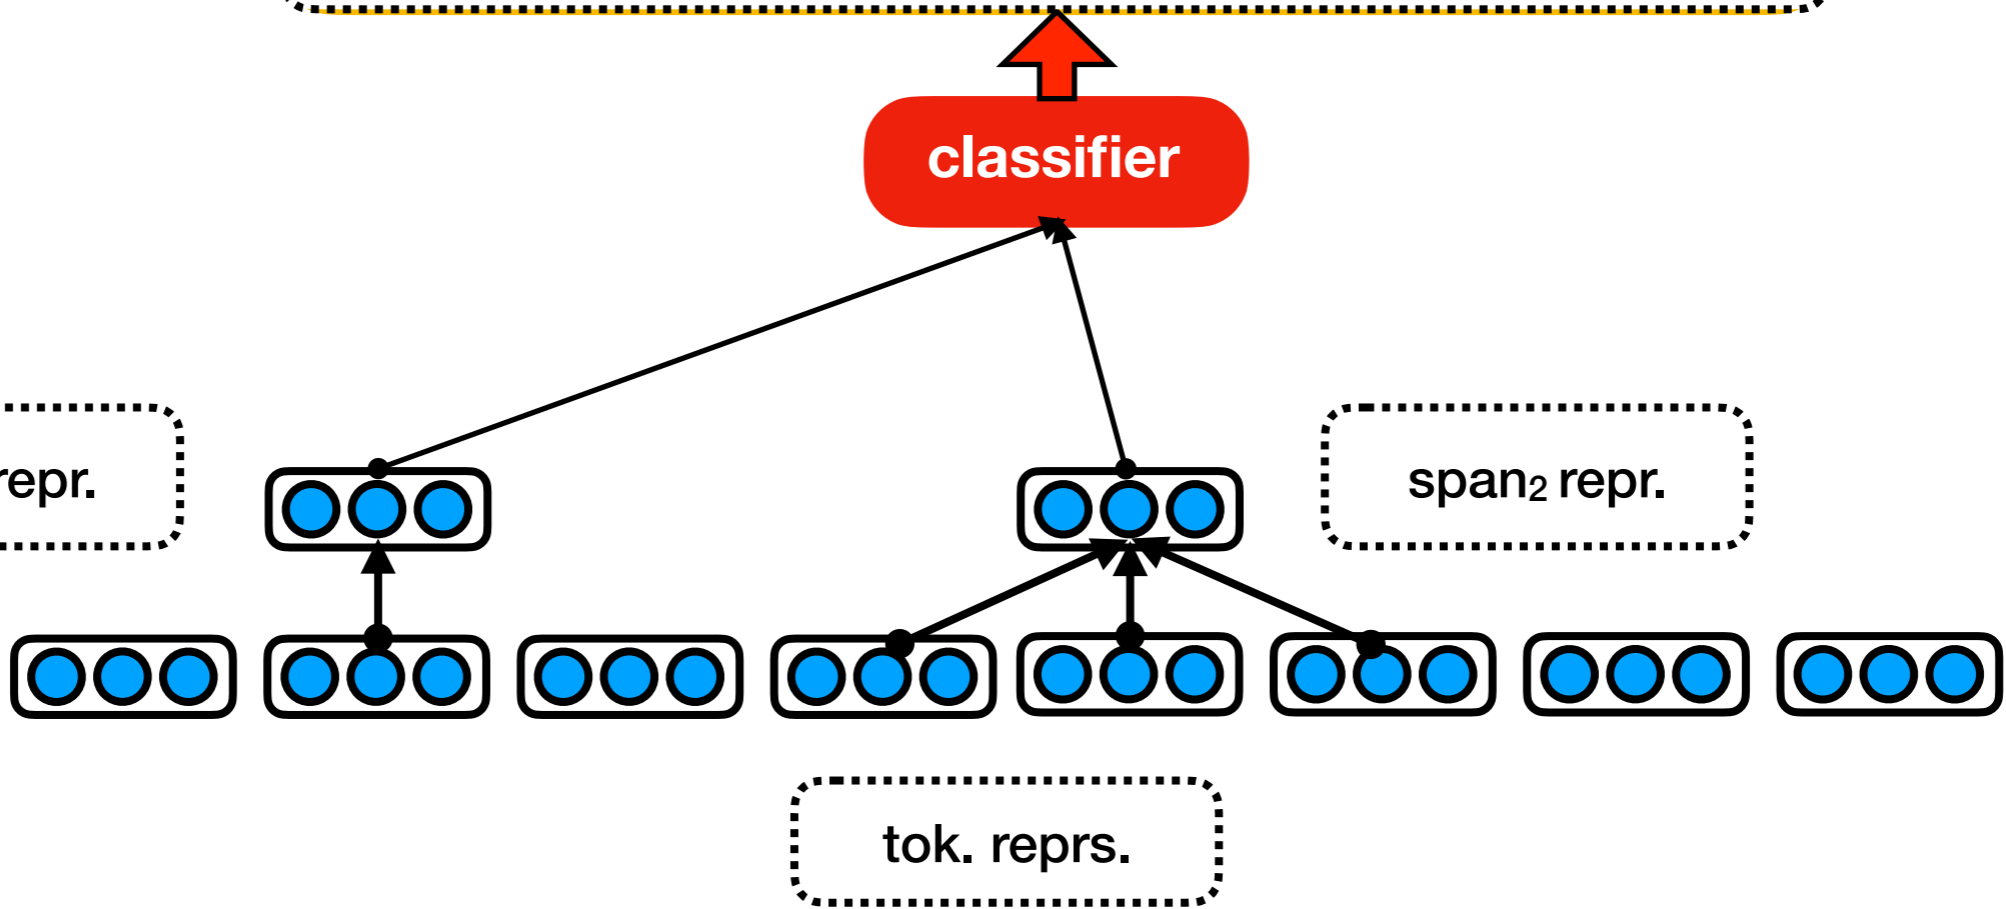 classifier
repr.
span₂ repr.
tok. reprs.